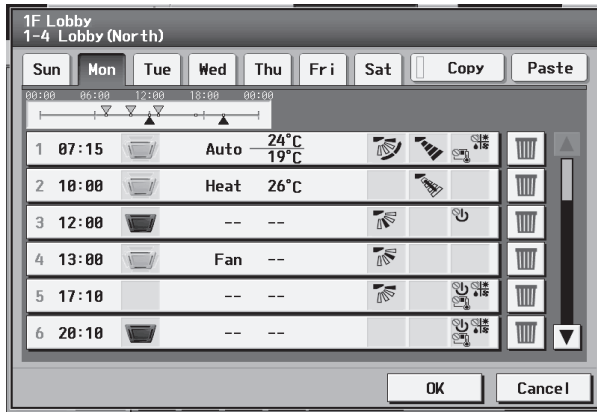 1F Lobby
1-4 Lobby(North)
Sun Mon Tue Wed Thu Fri Sat Copy Paste
00:00 06:00 12:00 18:00 00:00
1 07:15 Auto 24°C
19°C
2 10:00 Heat 26°C
3 12:00 -- --
4 13:00 Fan --
5 17:10 -- --
6 20:10 -- --
OK Cancel